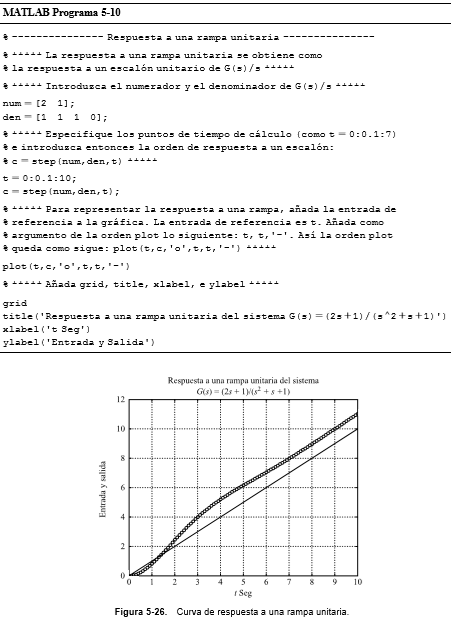 MATLAB Programa 5-10
% --------------- Respuesta a una rampa unitaria ---------------
% ***** La respuesta a una rampa unitaria se obtiene como
% la respuesta a un escalón unitario de G(s)/s *****
% ***** Introduzca el numerador y el denominador de G(s)/s *****
num = [2 1];
den = [1 1 1 0];
% ***** Especifique los puntos de tiempo de cálculo (como t = 0:0.1:7)
% e introduzca entonces la orden de respuesta a un escalón:
% c = step(num,den,t) *****
t = 0:0.1:10;
c = step(num,den,t);
% ***** Para representar la respuesta a una rampa, añada la entrada de
% referencia a la gráfica. La entrada de referencia es t. Añada como
% argumento de la orden plot lo siguiente: t, t,'-'. Así la orden plot
% queda como sigue: plot(t,c,'o',t,t,'-') *****
plot(t,c,'o',t,t,'-')
% ***** Añada grid, title, xlabel, e ylabel *****
grid
title('Respuesta a una rampa unitaria del sistema G(s) = (2s+1)/(s^2+s+1)')
xlabel('t Seg')
ylabel('Entrada y Salida')
Respuesta a una rampa unitaria del sistema
G(s) = (2s + 1)/(s² + s + 1)
12
10
8
6
4
2
0
Entrada y salida
0 1 2 3 4 5 6 7 8 9 10
t Seg
Figura 5-26. Curva de respuesta a una rampa unitaria.